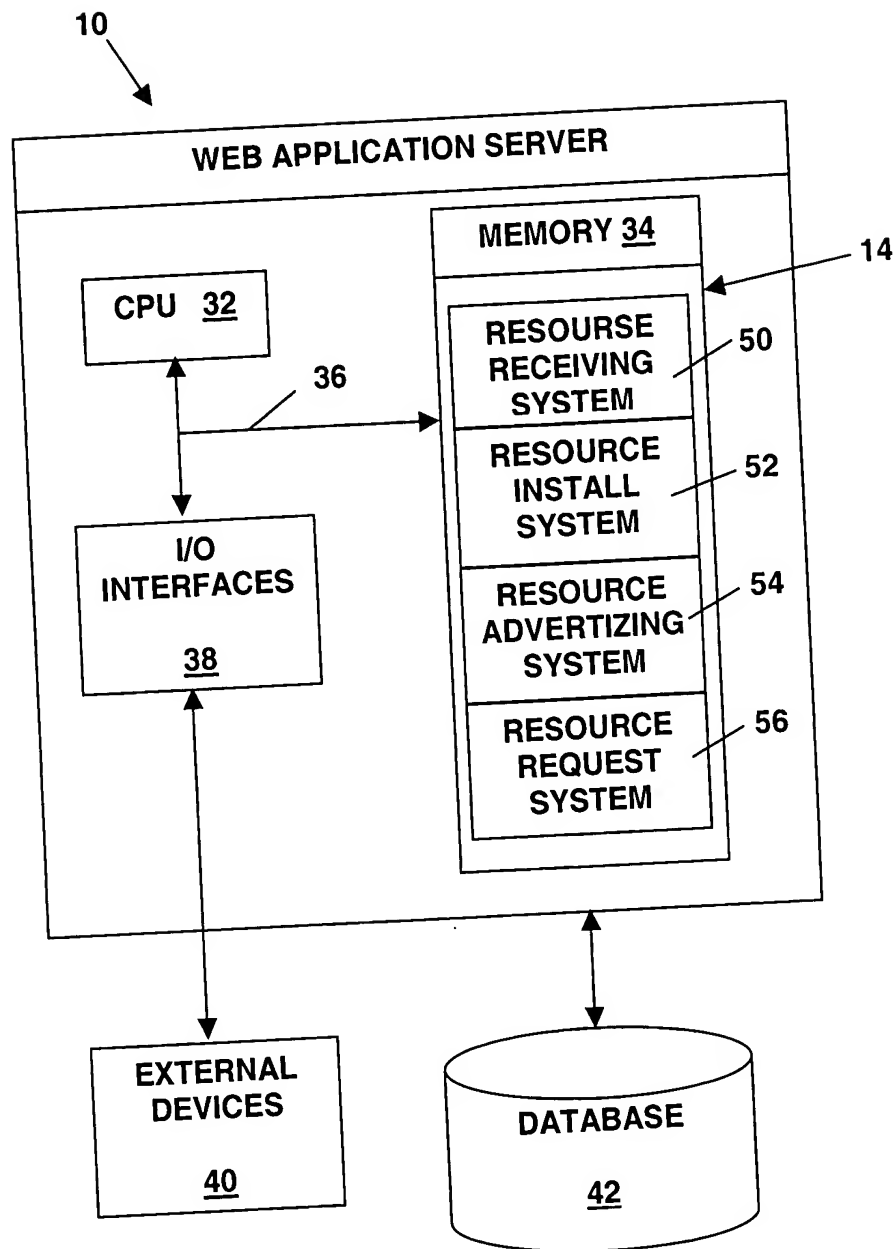 10
WEB APPLICATION SERVER
MEMORY 34
14
CPU 32
RESOURSE
RECEIVING
SYSTEM
50
36
RESOURCE
INSTALL
SYSTEM
52
I/O
INTERFACES
38
RESOURCE
ADVERTIZING
SYSTEM
54
RESOURCE
REQUEST
SYSTEM
56
EXTERNAL
DEVICES
40
DATABASE
42